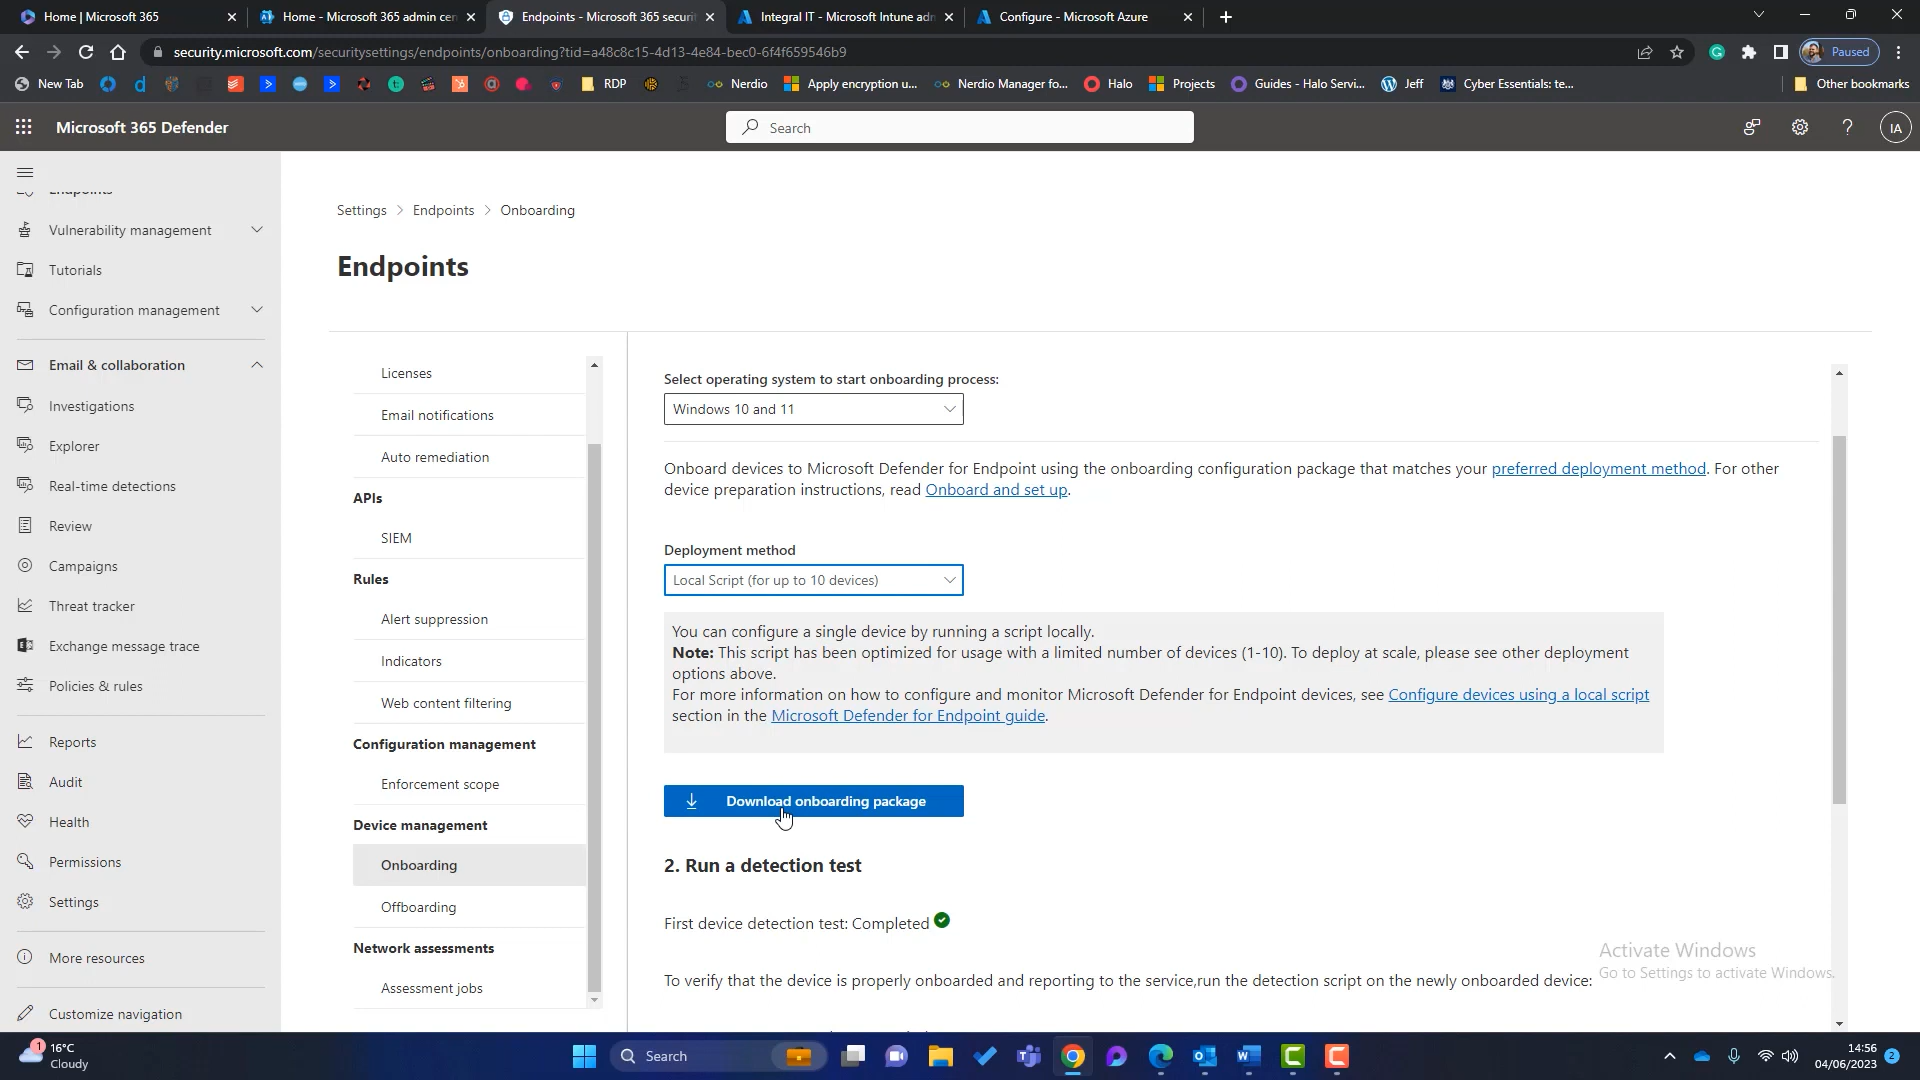 Home | Microsoft 365
Home - Microsoft 365 admin cen
Endpoints - Microsoft 365 securi
Integral IT - Microsoft Intune adm
Configure - Microsoft Azure
security.microsoft.com/securitysettings/endpoints/onboarding?tid=a48c8c15-4d13-4e84-bec0-6f4f659546b9
Paused
New Tab
RDP
Nerdio
Apply encryption u...
Nerdio Manager fo...
Halo
Projects
Guides - Halo Servi...
Jeff
Cyber Essentials: te...
Other bookmarks
Microsoft 365 Defender
Search
IA
Endpoints
Vulnerability management
Tutorials
Configuration management
Email & collaboration
Investigations
Explorer
Real-time detections
Review
Campaigns
Threat tracker
Exchange message trace
Policies & rules
Reports
Audit
Health
Permissions
Settings
More resources
Customize navigation
Settings > Endpoints > Onboarding
Endpoints
Licenses
Email notifications
Auto remediation
APIs
SIEM
Rules
Alert suppression
Indicators
Web content filtering
Configuration management
Enforcement scope
Device management
Onboarding
Offboarding
Network assessments
Assessment jobs
Select operating system to start onboarding process:
Windows 10 and 11
Onboard devices to Microsoft Defender for Endpoint using the onboarding configuration package that matches your preferred deployment method. For other
device preparation instructions, read Onboard and set up.
Deployment method
Local Script (for up to 10 devices)
You can configure a single device by running a script locally.
Note: This script has been optimized for usage with a limited number of devices (1-10). To deploy at scale, please see other deployment
options above.
For more information on how to configure and monitor Microsoft Defender for Endpoint devices, see Configure devices using a local script
section in the Microsoft Defender for Endpoint guide.
Download onboarding package
2. Run a detection test
First device detection test: Completed
To verify that the device is properly onboarded and reporting to the service,run the detection script on the newly onboarded device:
Activate Windows
Go to Settings to activate Windows.
1
16°C
Cloudy
Search
14:56
04/06/2023
2